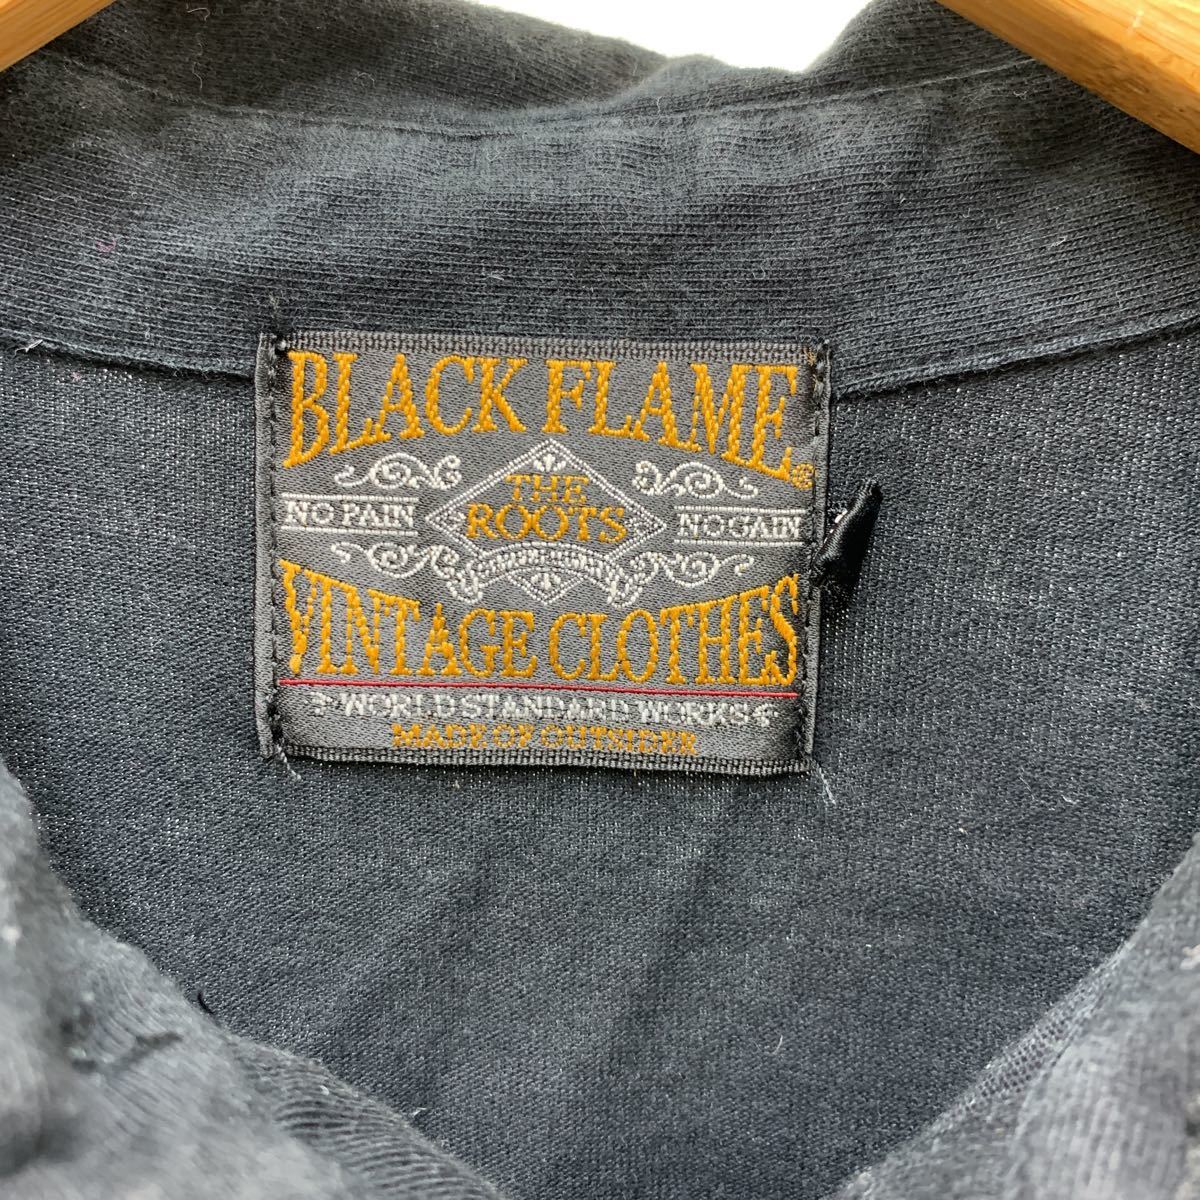 BLACK FLAME®
THE
NO PAIN ROOTS NO GAIN
VINTAGE CLOTHES
WORLD STANDARD WORKS
MADE OF OUTSIDER